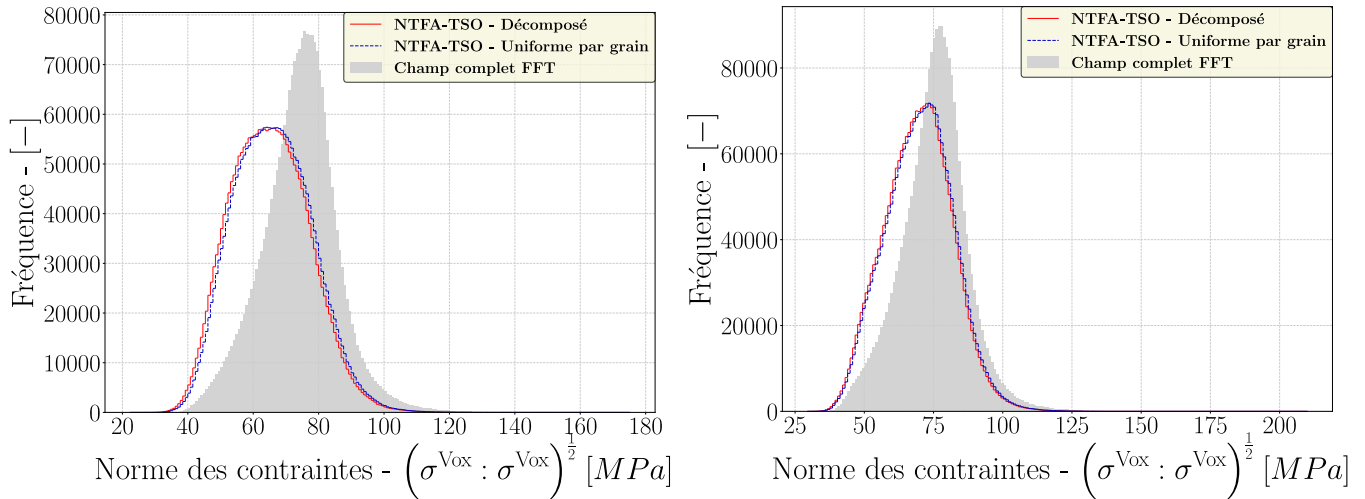 NTFA-TSO - Décomposé
NTFA-TSO - Uniforme par grain
Champ complet FFT
80000
70000
60000
50000
40000
30000
20000
10000
0
Fréquence - [—]
20 40 60 80 100 120 140 160 180
Norme des contraintes - (σ^Vox : σ^Vox)^(1/2) [MPa]
NTFA-TSO - Décomposé
NTFA-TSO - Uniforme par grain
Champ complet FFT
80000
60000
40000
20000
0
Fréquence - [—]
25 50 75 100 125 150 175 200
Norme des contraintes - (σ^Vox : σ^Vox)^(1/2) [MPa]